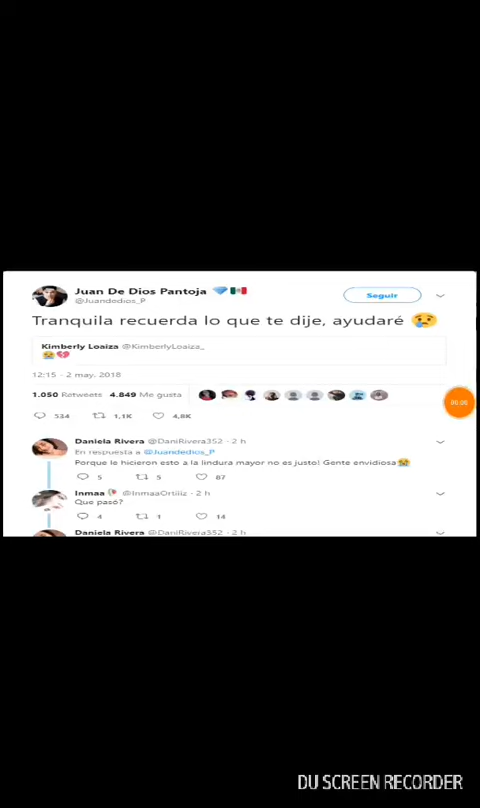 Juan De Dios Pantoja 💎🇲🇽
@Juandedios_P
Seguir
Tranquila recuerda lo que te dije, ayudaré 😢
Kimberly Loaiza @KimberlyLoaiza_
😭💔
12:15 - 2 may. 2018
1.050 Retweets 4.849 Me gusta
534 1,1K 4,8K
Daniela Rivera @DaniRivera352 · 2 h
En respuesta a @Juandedios_P
Porque le hicieron esto a la lindura mayor no es justo! Gente envidiosa😭
5 5 87
Inmaa @InmaaOrtiiiz · 2 h
Que pasó?
4 1 14
Daniela Rivera @DaniRivera352 · 2 h
DU SCREEN RECORDER